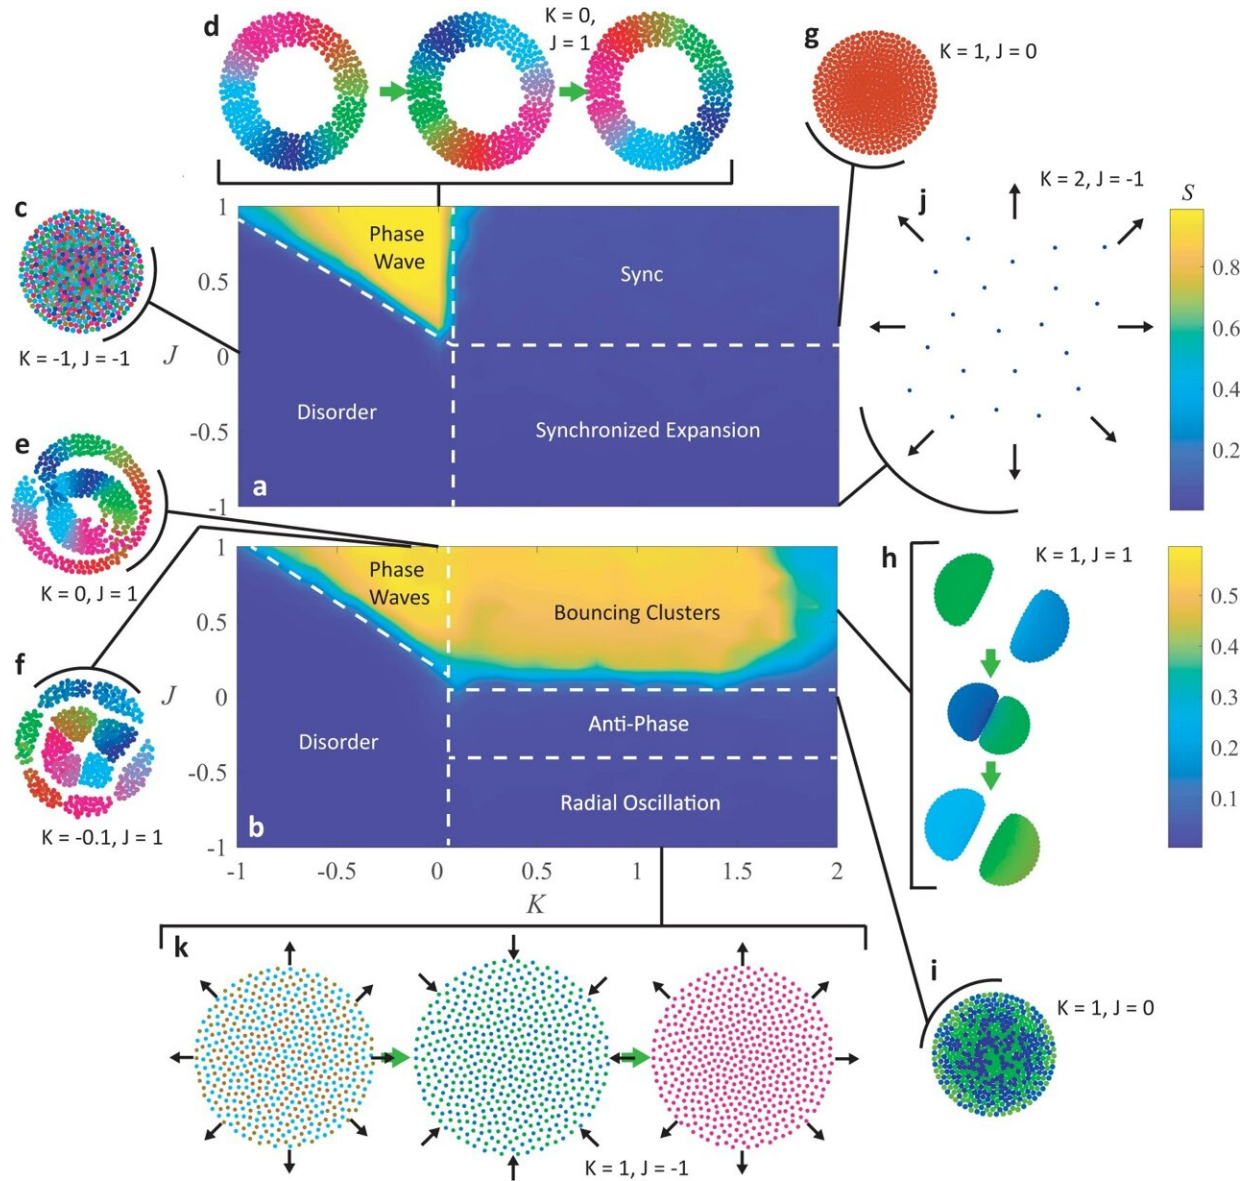 d
K = 0,
J = 1
g
K = 1, J = 0
c
K = -1, J = -1
j
K = 2, J = -1
S
0.8
0.6
0.4
0.2
1
0.5
0
-0.5
-1
J
Phase
Wave
Sync
Disorder
Synchronized Expansion
a
e
K = 0, J = 1
f
K = -0.1, J = 1
1
0.5
0
-0.5
-1
J
Phase
Waves
Bouncing Clusters
Anti-Phase
Disorder
Radial Oscillation
b
-1
-0.5
0
0.5
1
1.5
2
K
h
K = 1, J = 1
0.5
0.4
0.3
0.2
0.1
i
K = 1, J = 0
k
K = 1, J = -1